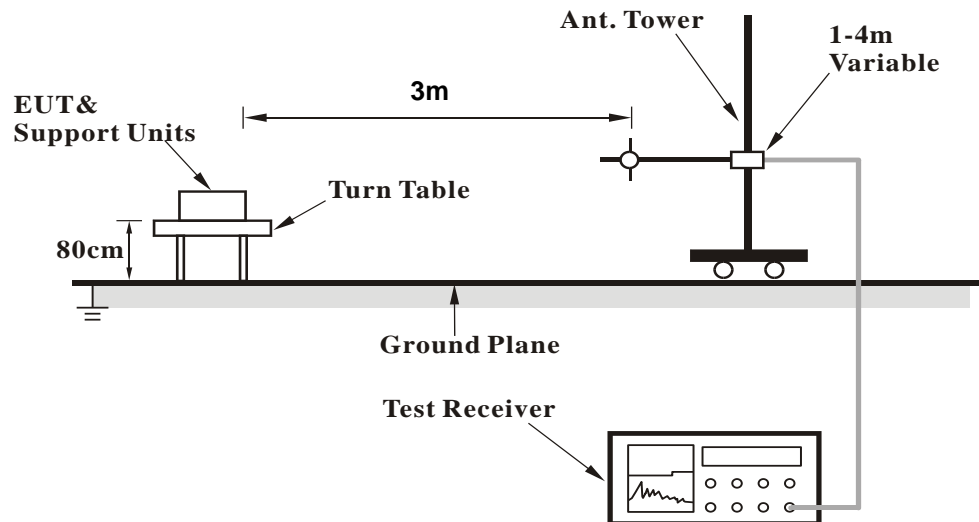 Ant. Tower
1-4m
Variable
3m
EUT&
Support Units
Turn Table
80cm
Ground Plane
Test Receiver